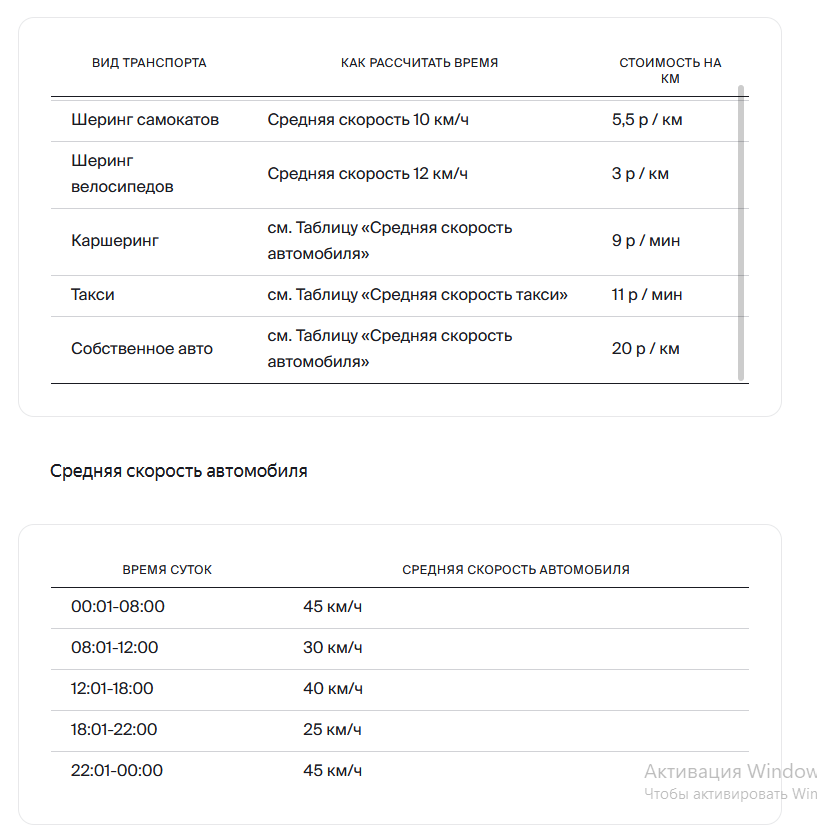 ВИД ТРАНСПОРТА КАК РАССЧИТАТЬ ВРЕМЯ СТОИМОСТЬ НА
КМ
Шеринг самокатов Средняя скорость 10 км/ч 5,5 р / км
Шеринг
велосипедов Средняя скорость 12 км/ч 3 р / км
Каршеринг см. Таблицу «Средняя скорость
автомобиля» 9 р / мин
Такси см. Таблицу «Средняя скорость такси» 11 р / мин
Собственное авто см. Таблицу «Средняя скорость
автомобиля» 20 р / км
Средняя скорость автомобиля
ВРЕМЯ СУТОК СРЕДНЯЯ СКОРОСТЬ АВТОМОБИЛЯ
00:01-08:00 45 км/ч
08:01-12:00 30 км/ч
12:01-18:00 40 км/ч
18:01-22:00 25 км/ч
22:01-00:00 45 км/ч
Активация Window
Чтобы активировать Win